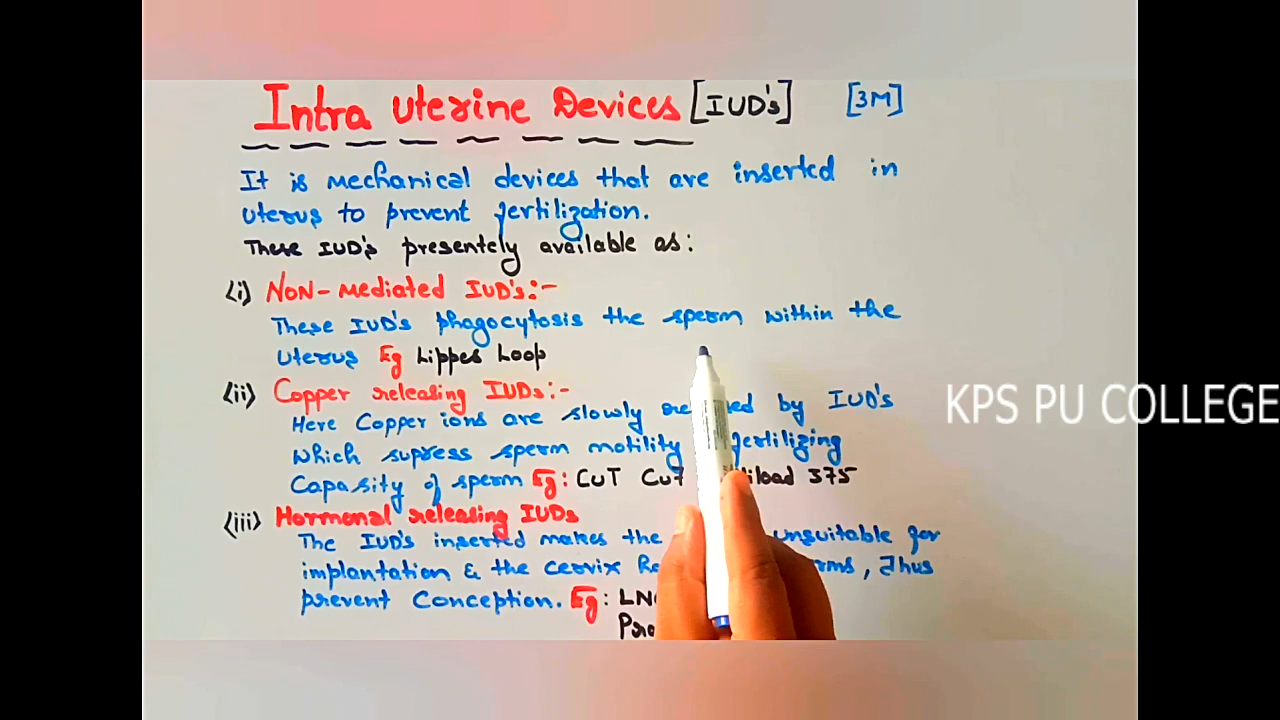 Intra Uterine Devices [IUD's] [3M]
It is mechanical devices that are inserted in
uterus to prevent fertilization.
These IUD's presentely available as:
(i) Non-mediated IUD's:-
These IUD's phagocytosis the sperm within the
uterus Eg Lippes Loop
(ii) Copper releasing IUDs:-
Here Copper ions are slowly by IUD's
which supress sperm motility fertilizing
Capasity of sperm Eg: CuT Cu7 375
(iii) Hormonal releasing IUDs
The IUD's inserted makes the unsuitable for
implantation & the cervix , Thus
prevent Conception. Eg:
KPS PU COLLEGE